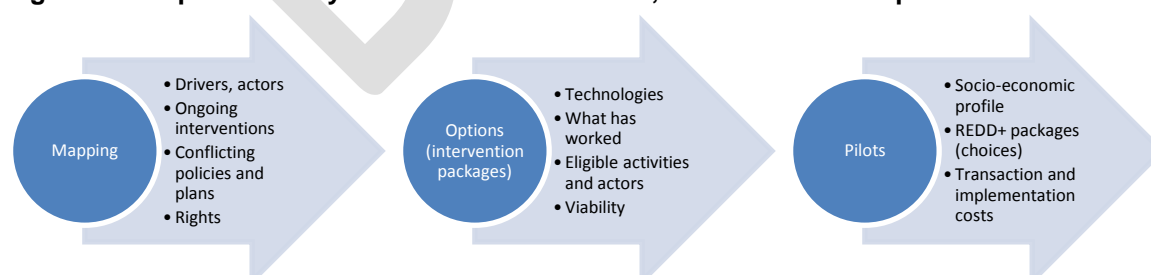 Mapping
• Drivers, actors
• Ongoing
interventions
• Conflicting
policies and
plans
• Rights
Options
(intervention
packages)
• Technologies
• What has
worked
• Eligible activities
and actors
• Viability
Pilots
• Socio-economic
profile
• REDD+ packages
(choices)
• Transaction and
implementation
costs